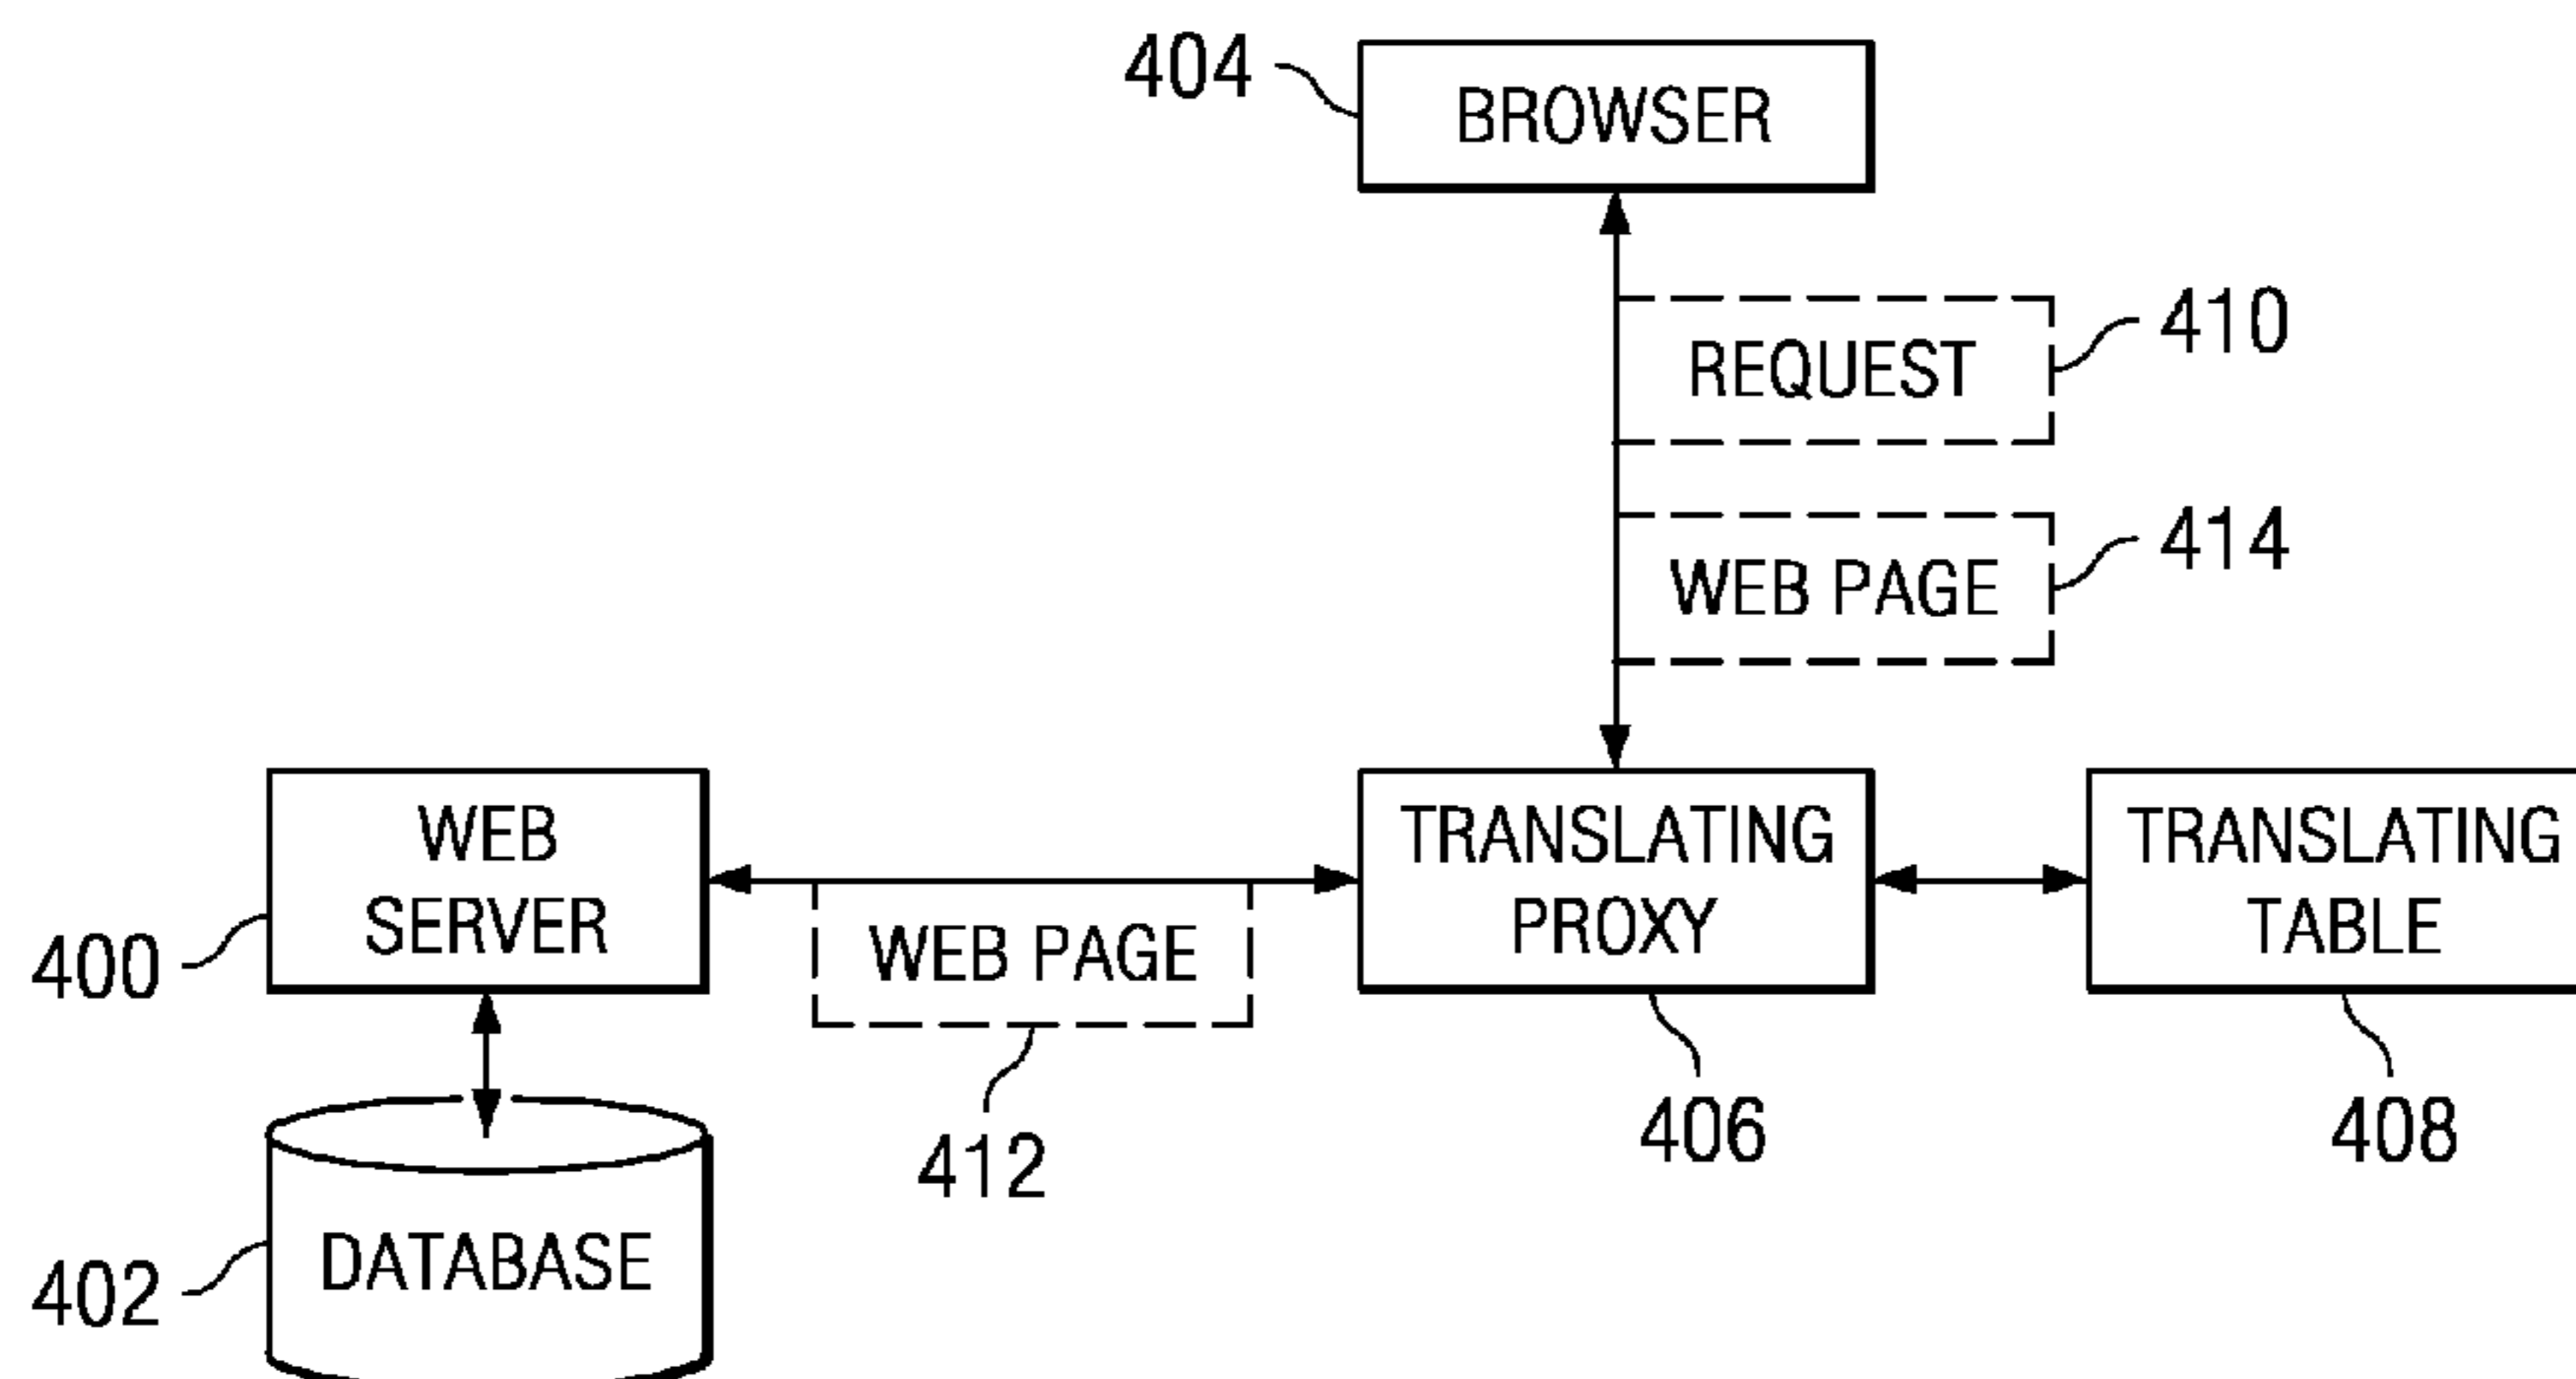 404
BROWSER
REQUEST
410
WEB PAGE
414
WEB
SERVER
400
WEB PAGE
412
TRANSLATING
PROXY
406
TRANSLATING
TABLE
408
DATABASE
402